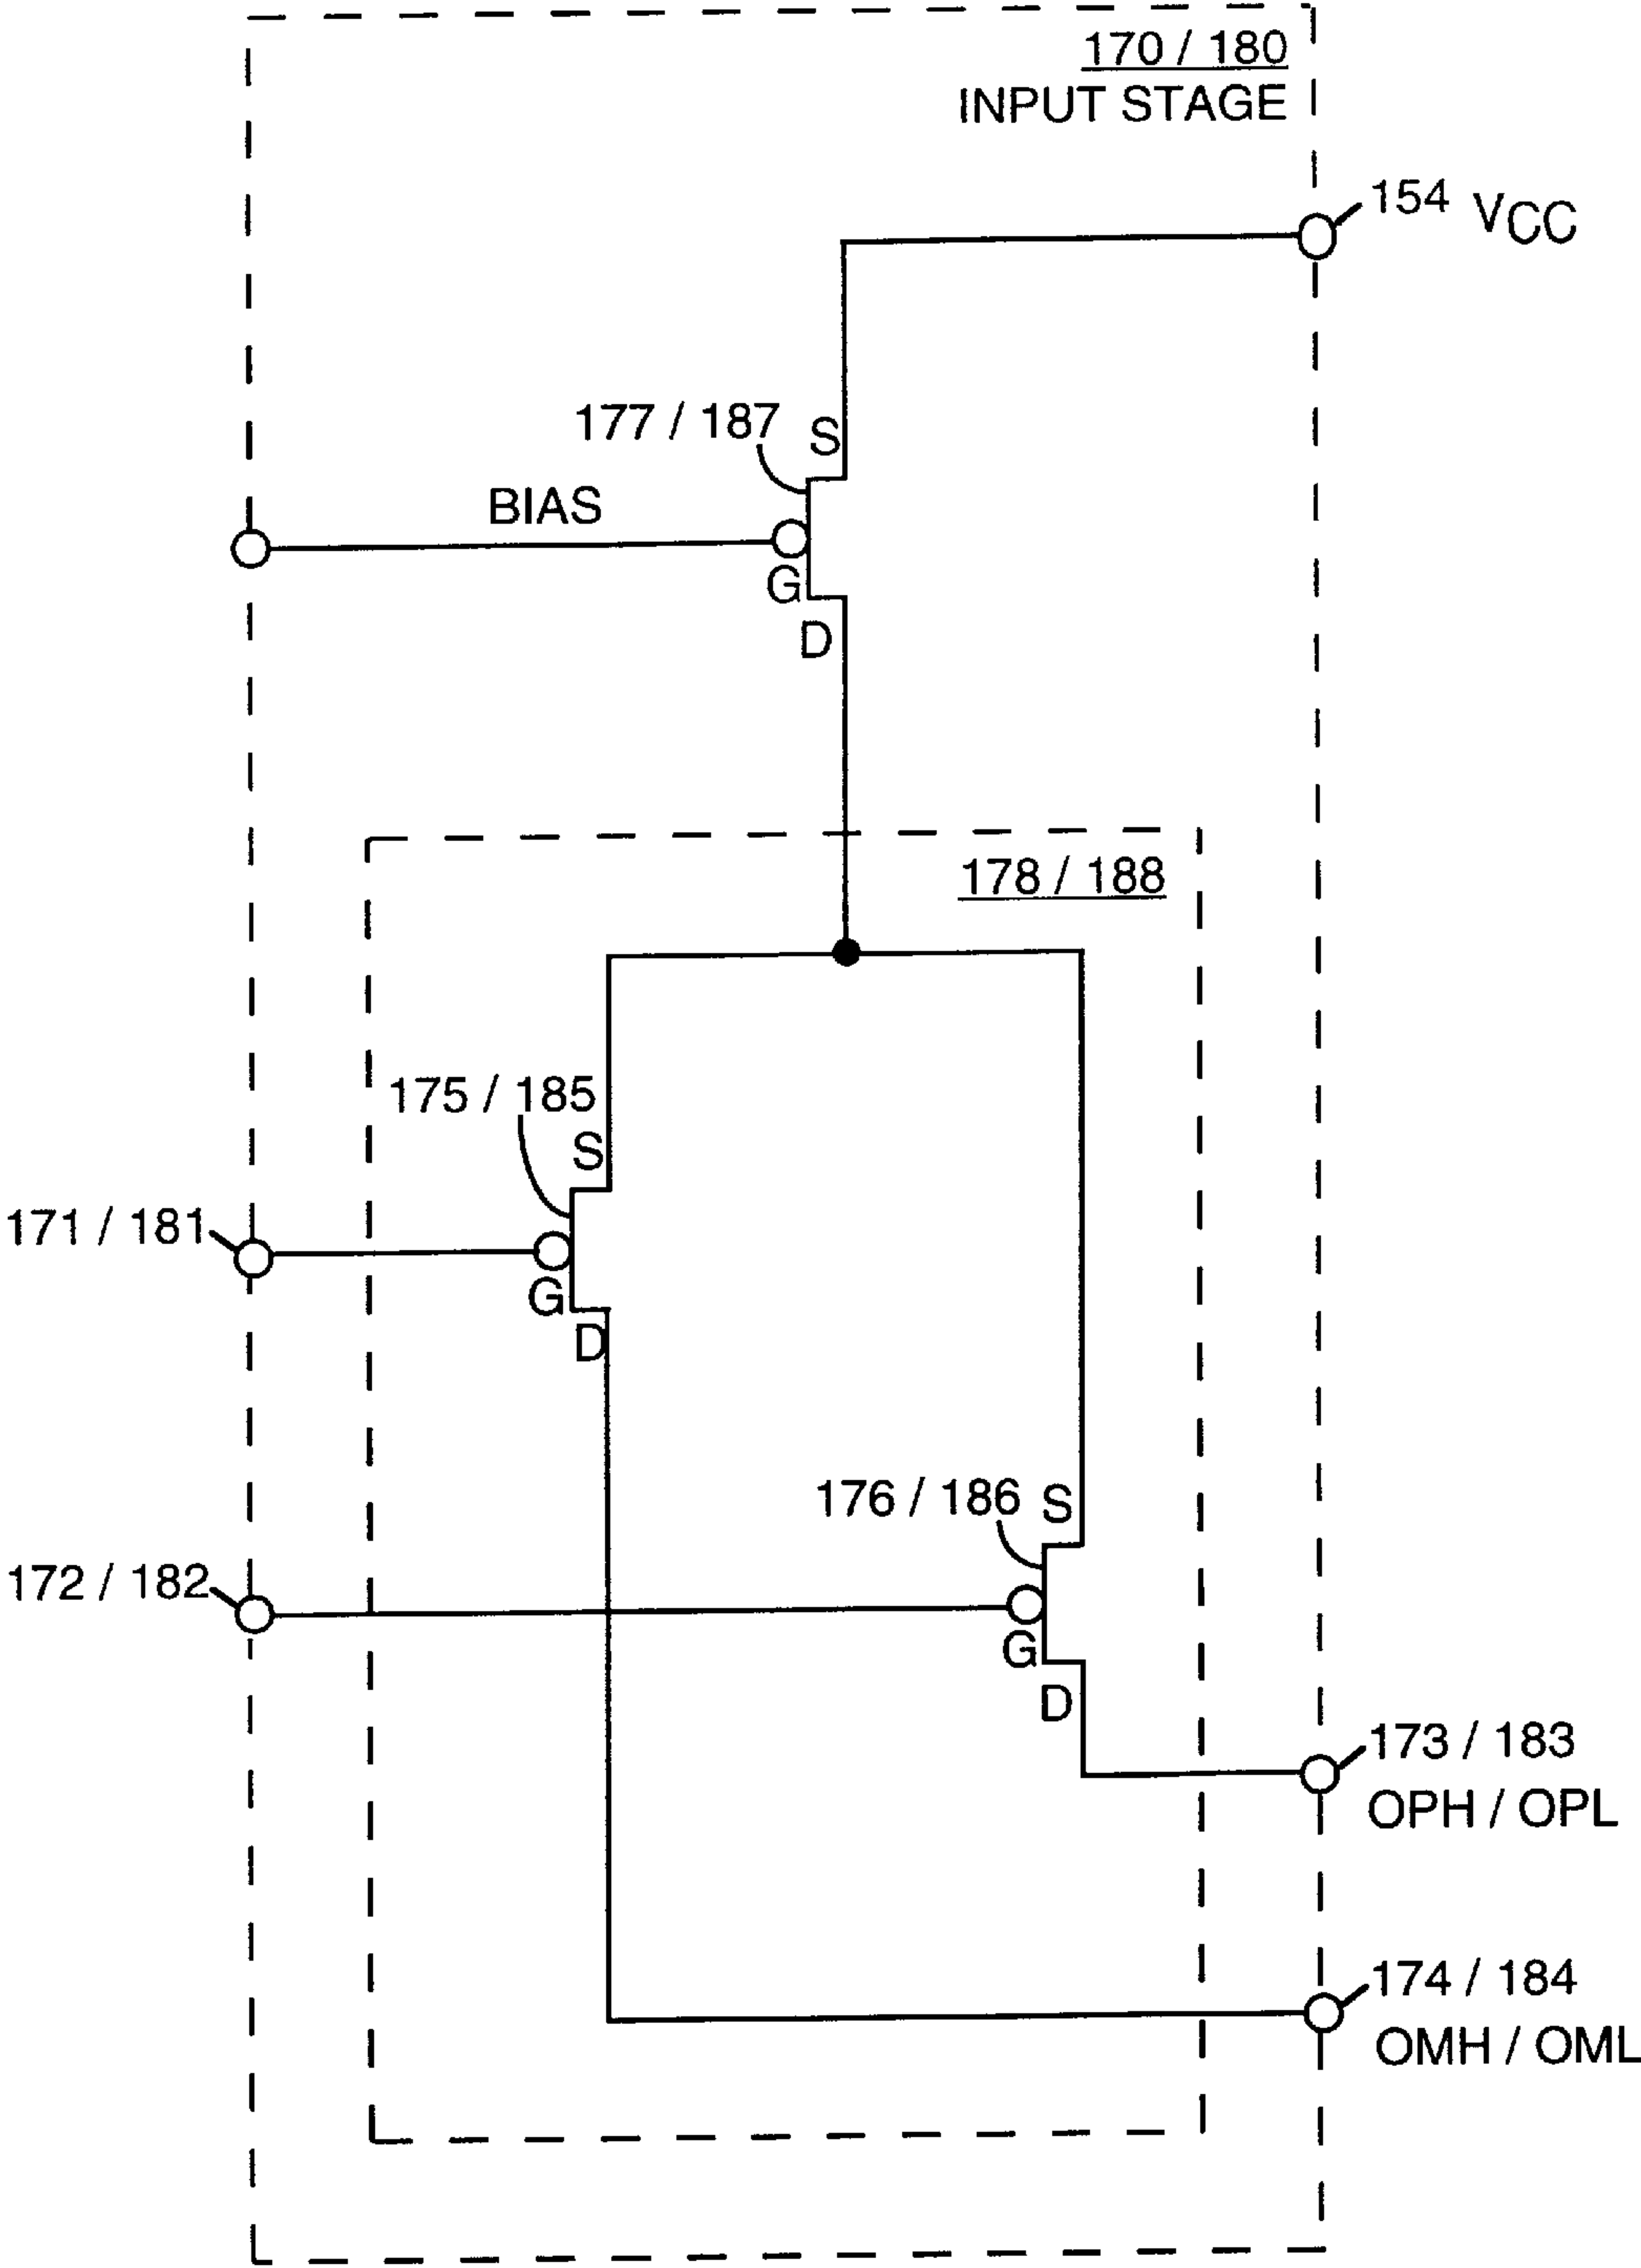 170 / 180
INPUT STAGE
154 VCC
177 / 187
S
BIAS
G
D
178 / 188
175 / 185
S
171 / 181
G
D
176 / 186
S
172 / 182
G
D
173 / 183
OPH / OPL
174 / 184
OMH / OML